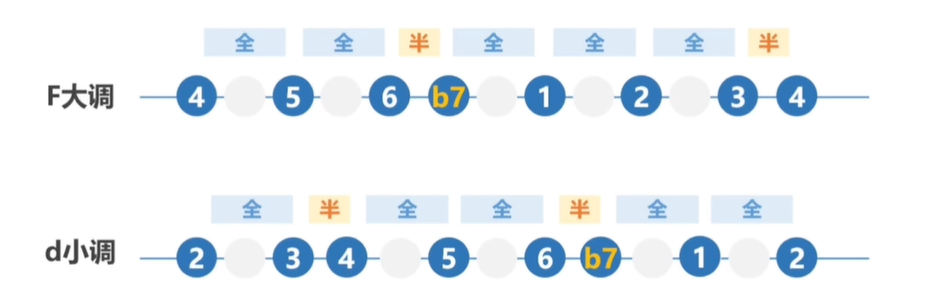 全 全 半 全 全 全 半
F大调 4 5 6 b7 1 2 3 4
全 半 全 全 半 全 全
d小调 2 3 4 5 6 b7 1 2